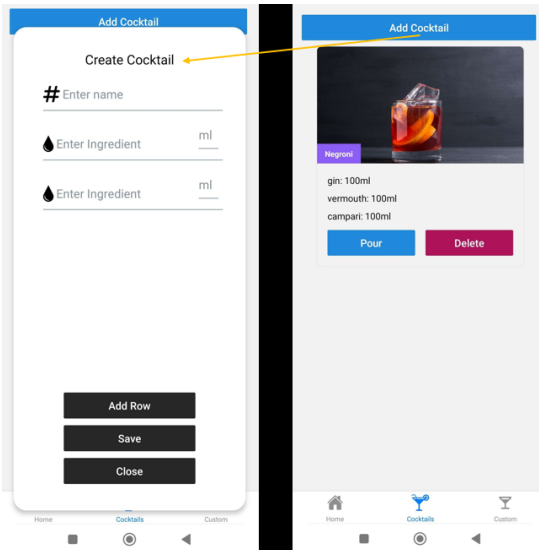 Add Cocktail
Create Cocktail
# Enter name
Enter Ingredient ml
Enter Ingredient ml
Add Row
Save
Close
Home Cocktails Custom
Add Cocktail
Negroni
gin: 100ml
vermouth: 100ml
campari: 100ml
Pour Delete
Home Cocktails Custom